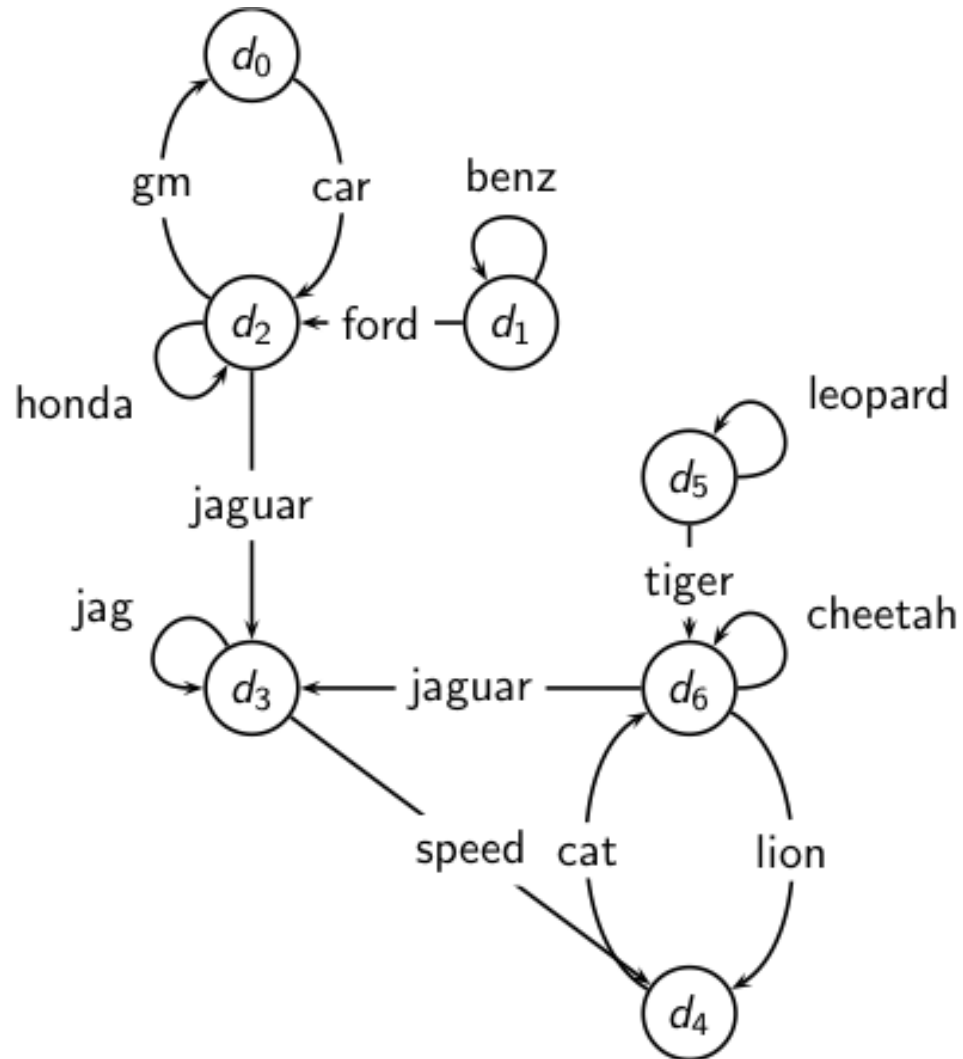 d0
gm
car
benz
d2
ford
d1
honda
leopard
d5
jaguar
tiger
jag
cheetah
d3
jaguar
d6
speed
cat
lion
d4